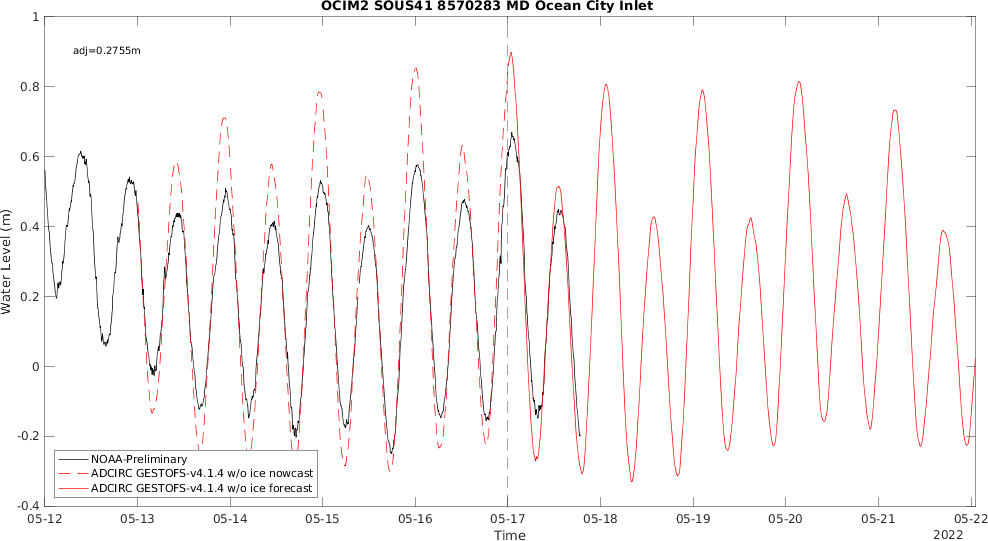 OCIM2 SOUS41 8570283 MD Ocean City Inlet
adj=0.2755m
1
0.8
0.6
0.4
0.2
0
-0.2
-0.4
Water Level (m)
NOAA-Preliminary
ADCIRC GESTOFS-v4.1.4 w/o ice nowcast
ADCIRC GESTOFS-v4.1.4 w/o ice forecast
05-12 05-13 05-14 05-15 05-16 05-17 05-18 05-19 05-20 05-21 05-22
Time
2022